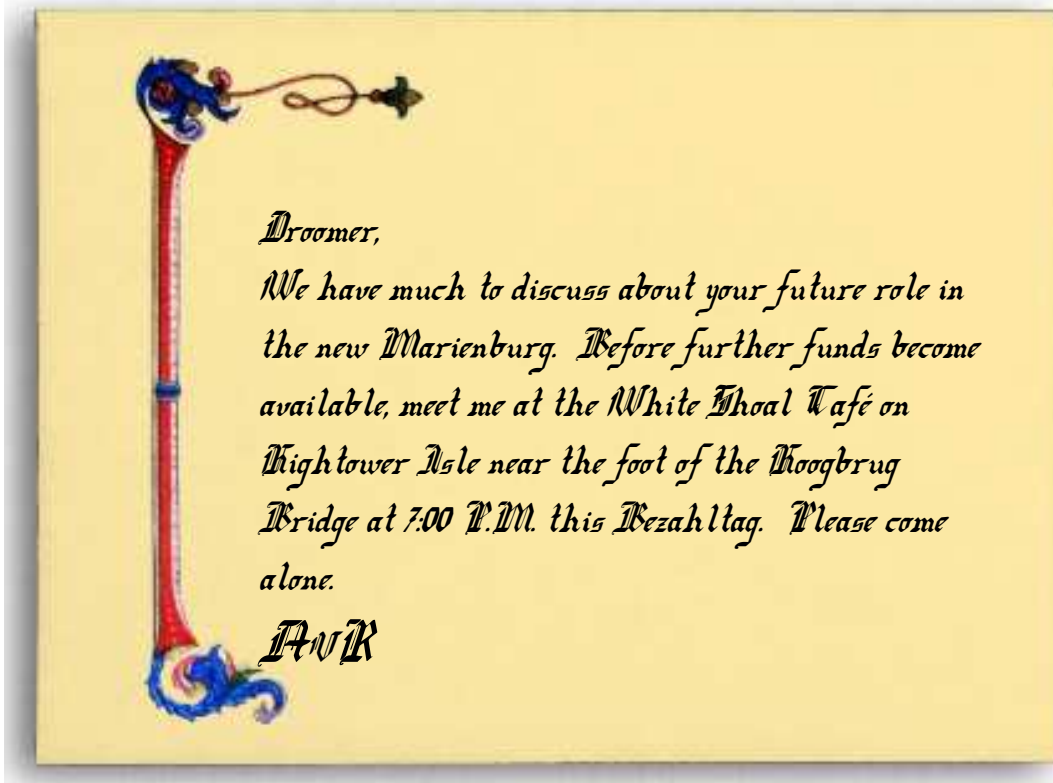 Droomer,
We have much to discuss about your future role in
the new Marienburg.  Before further funds become
available, meet me at the White Shoal Café on
Hightower Isle near the foot of the Hoogbrug
Bridge at 7:00 P.M. this Bezahltag.  Please come
alone.
AvR